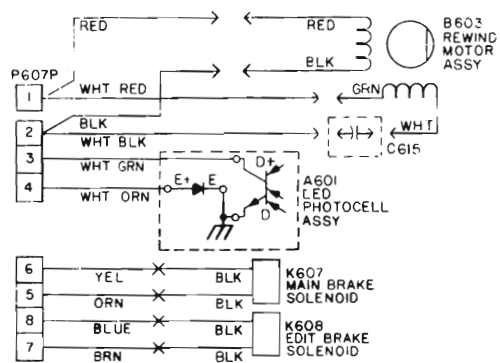 RED
RED
B603
REWIND
MOTOR
ASSY
BLK
P607P
1
WHT RED
GRN
BLK
2
WHT BLK
WHT
C615
3
WHT GRN
D+
4
WHT ORN
E+
E
D
A601
LED
PHOTOCELL
ASSY
6
YEL
BLK
K607
MAIN BRAKE
SOLENOID
5
ORN
BLK
8
BLUE
BLK
K608
EDIT BRAKE
SOLENOID
7
BRN
BLK